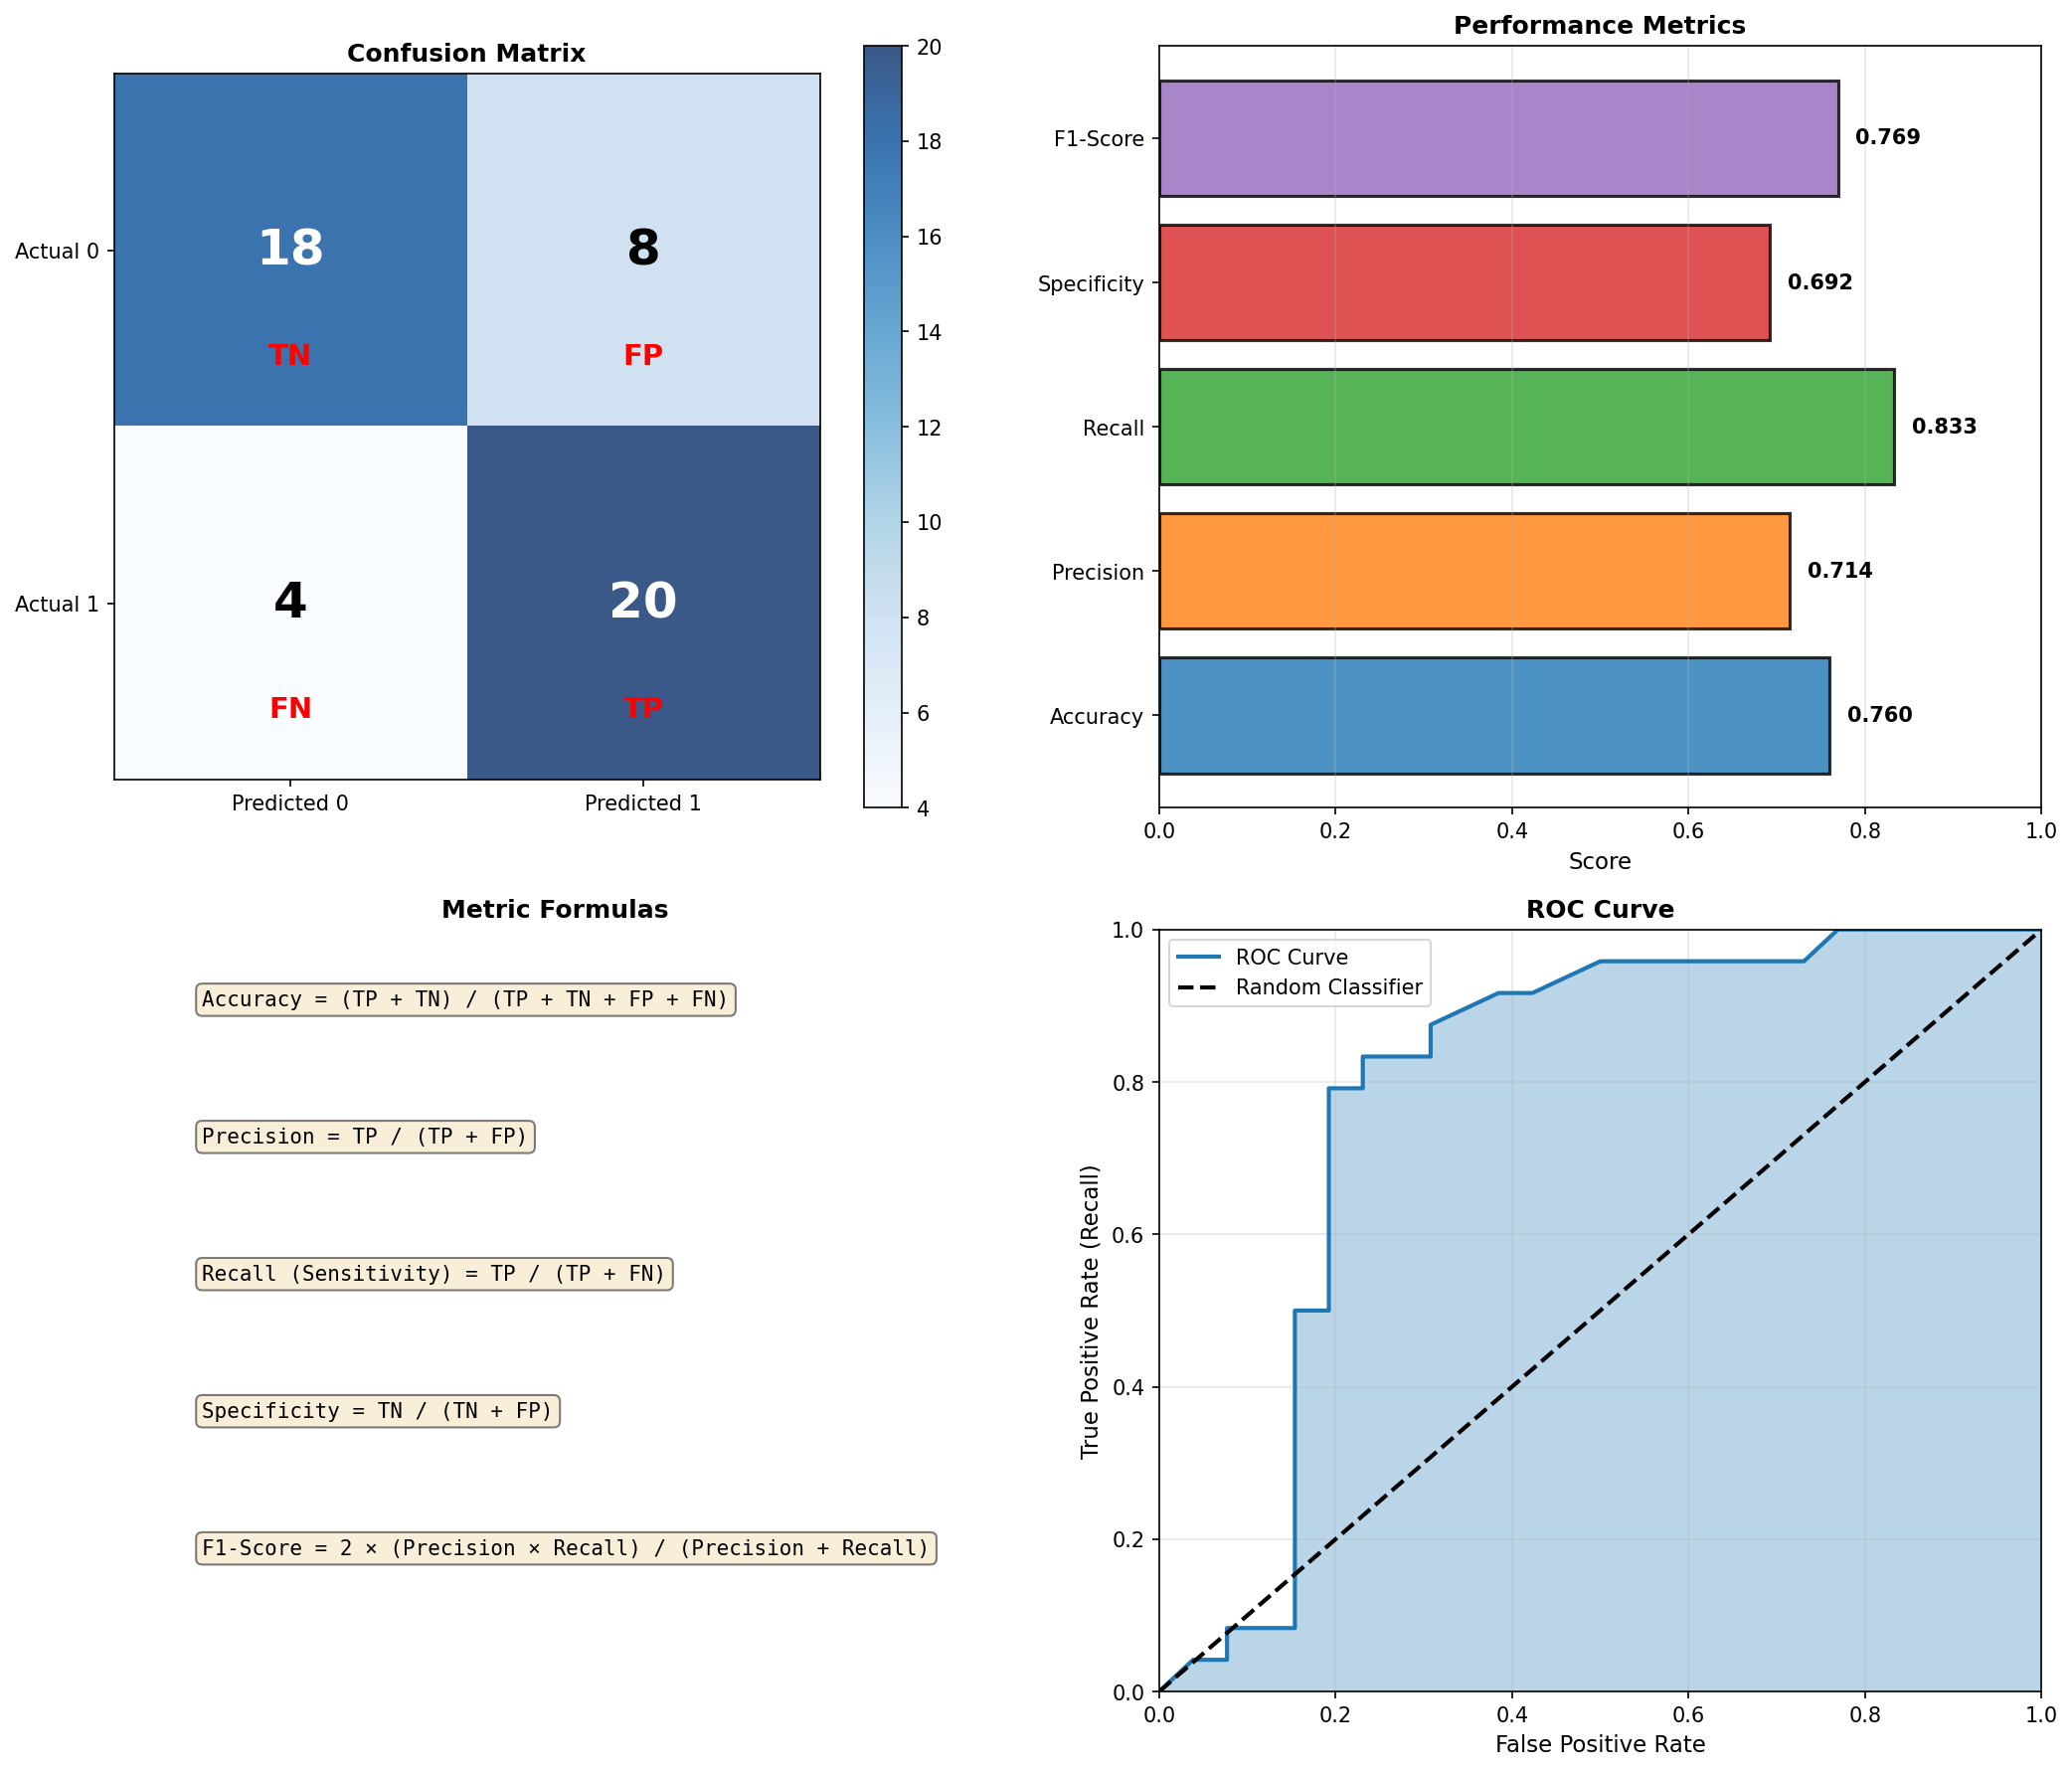 Confusion Matrix
Actual 0
18
TN
8
FP
Actual 1
4
FN
20
TP
Predicted 0
Predicted 1
20
18
16
14
12
10
8
6
4
Performance Metrics
F1-Score
0.769
Specificity
0.692
Recall
0.833
Precision
0.714
Accuracy
0.760
0.0
0.2
0.4
0.6
0.8
1.0
Score
Metric Formulas
Accuracy = (TP + TN) / (TP + TN + FP + FN)
Precision = TP / (TP + FP)
Recall (Sensitivity) = TP / (TP + FN)
Specificity = TN / (TN + FP)
F1-Score = 2 × (Precision × Recall) / (Precision + Recall)
ROC Curve
ROC Curve
Random Classifier
True Positive Rate (Recall)
1.0
0.8
0.6
0.4
0.2
0.0
0.0
0.2
0.4
0.6
0.8
1.0
False Positive Rate